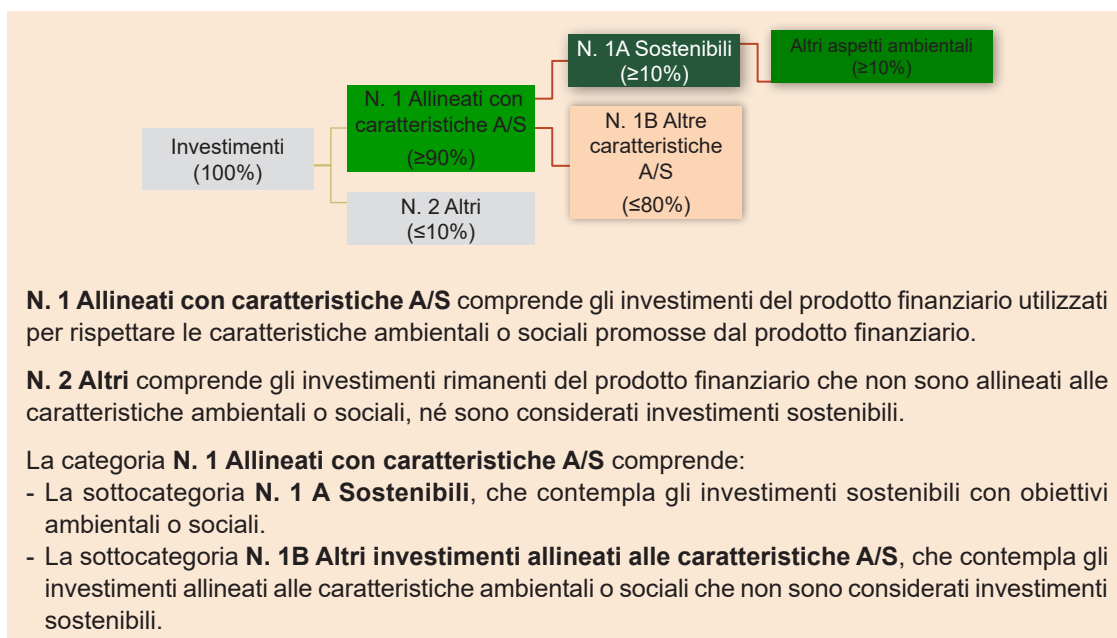 N. 1A Sostenibili
(≥10%)
Altri aspetti ambientali
(≥10%)
N. 1 Allineati con
caratteristiche A/S
(≥90%)
N. 1B Altre
caratteristiche
A/S
(≤80%)
Investimenti
(100%)
N. 2 Altri
(≤10%)
N. 1 Allineati con caratteristiche A/S comprende gli investimenti del prodotto finanziario utilizzati
per rispettare le caratteristiche ambientali o sociali promosse dal prodotto finanziario.
N. 2 Altri comprende gli investimenti rimanenti del prodotto finanziario che non sono allineati alle
caratteristiche ambientali o sociali, né sono considerati investimenti sostenibili.
La categoria N. 1 Allineati con caratteristiche A/S comprende:
- La sottocategoria N. 1 A Sostenibili, che contempla gli investimenti sostenibili con obiettivi
ambientali o sociali.
- La sottocategoria N. 1B Altri investimenti allineati alle caratteristiche A/S, che contempla gli
investimenti allineati alle caratteristiche ambientali o sociali che non sono considerati investimenti
sostenibili.